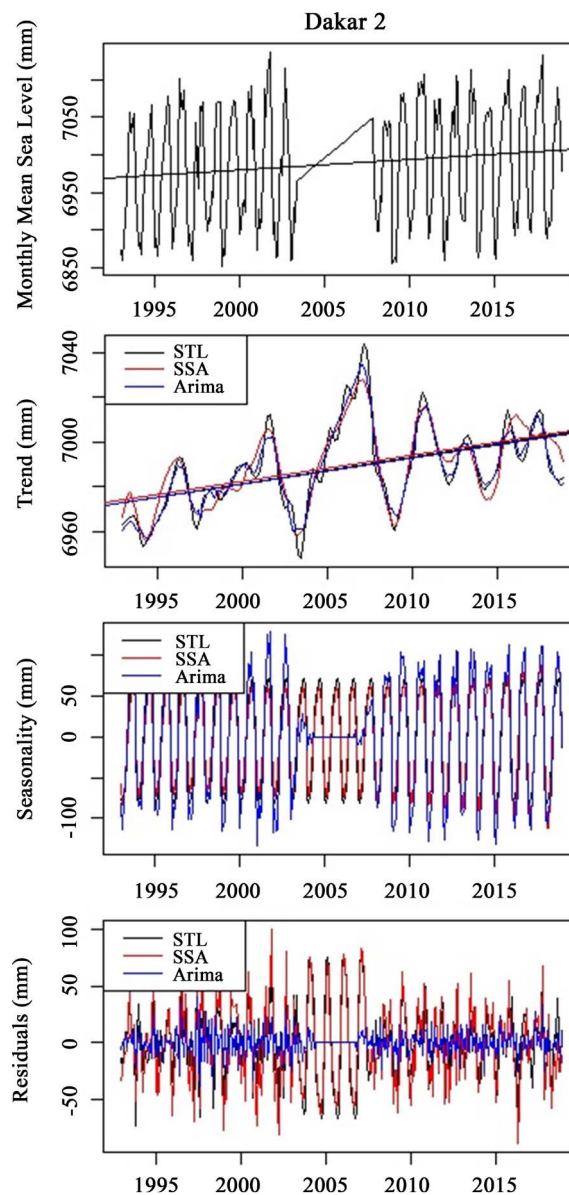 Dakar 2
Monthly Mean Sea Level (mm)
7050
6950
6850
1995 2000 2005 2010 2015
Trend (mm)
7040
7000
6960
STL
SSA
Arima
1995 2000 2005 2010 2015
Seasonality (mm)
50
0
-100
STL
SSA
Arima
1995 2000 2005 2010 2015
Residuals (mm)
100
50
0
-50
STL
SSA
Arima
1995 2000 2005 2010 2015